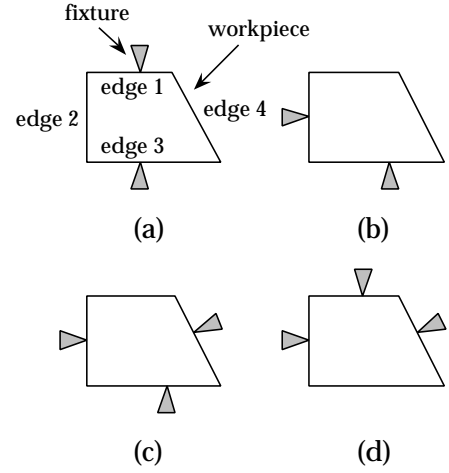 fixture
workpiece
edge 1
edge 2
edge 4
edge 3
(a)
(b)
(c)
(d)